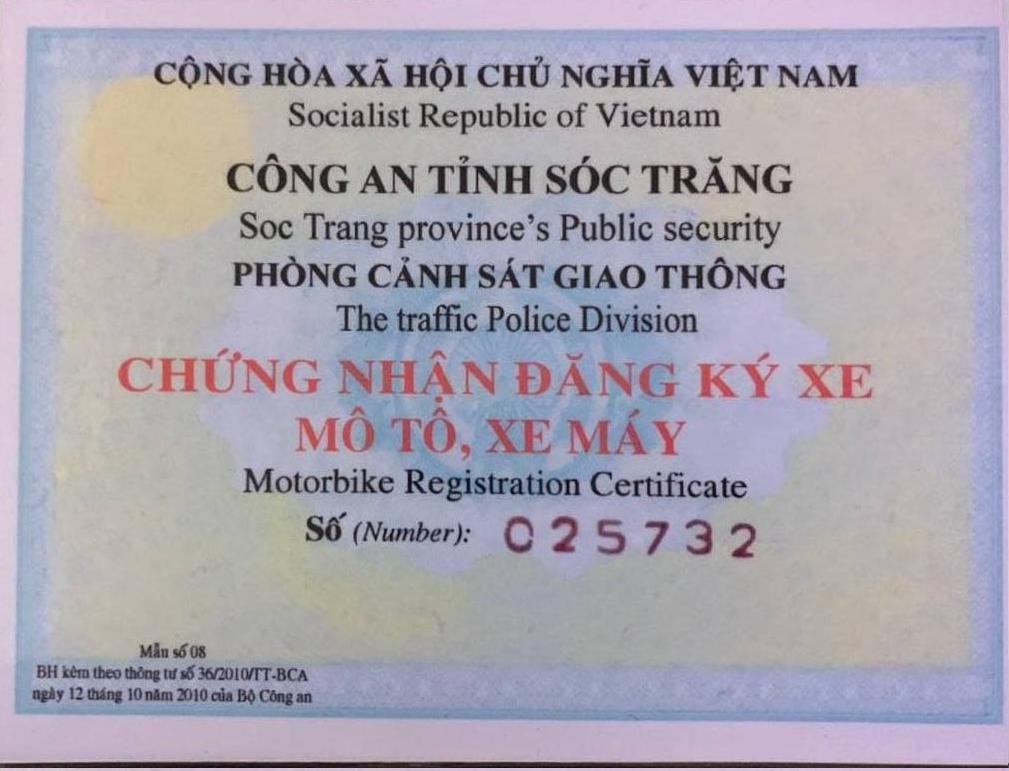 CỘNG HÒA XÃ HỘI CHỦ NGHĨA VIỆT NAM
Socialist Republic of Vietnam
CÔNG AN TỈNH SÓC TRĂNG
Soc Trang province's Public security
PHÒNG CẢNH SÁT GIAO THÔNG
The traffic Police Division
CHỨNG NHẬN ĐĂNG KÝ XE
MÔ TÔ, XE MÁY
Motorbike Registration Certificate
Số (Number): 025732
Mẫu số 08
BH kèm theo thông tư số 36/2010/TT-BCA
ngày 12 tháng 10 năm 2010 của Bộ Công an